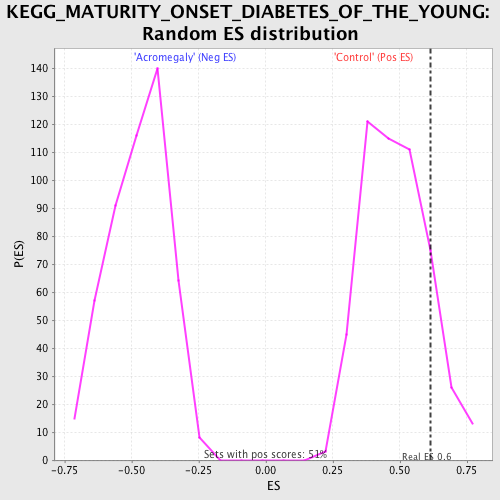 KEGG_MATURITY_ONSET_DIABETES_OF_THE_YOUNG:
Random ES distribution
'Acromegaly' (Neg ES)
'Control' (Pos ES)
140
130
120
110
100
90
80
70
60
50
40
30
20
10
0
P(ES)
Sets with pos scores: 51%
Real ES 0.6
-0.75
-0.50
-0.25
0.00
0.25
0.50
0.75
ES